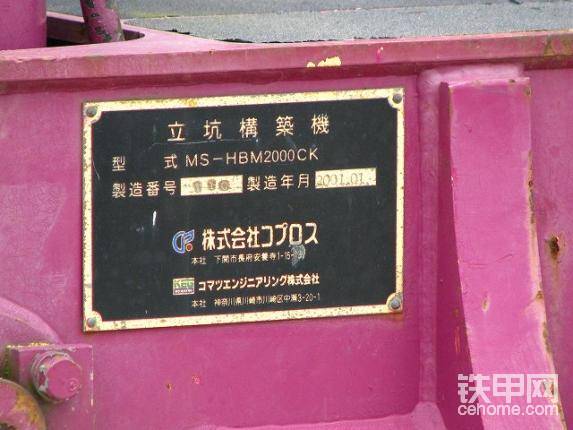 立坑構築機
型　式 MS-HBM2000CK
製造番号 製造年月 2001.01.
株式会社コプロス
本社 下関市長府安養寺1-15-
KEG
コマツエンジニアリング株式会社
本社 神奈川県川崎市川崎区中瀬3-20-1
铁甲网
cehome.com